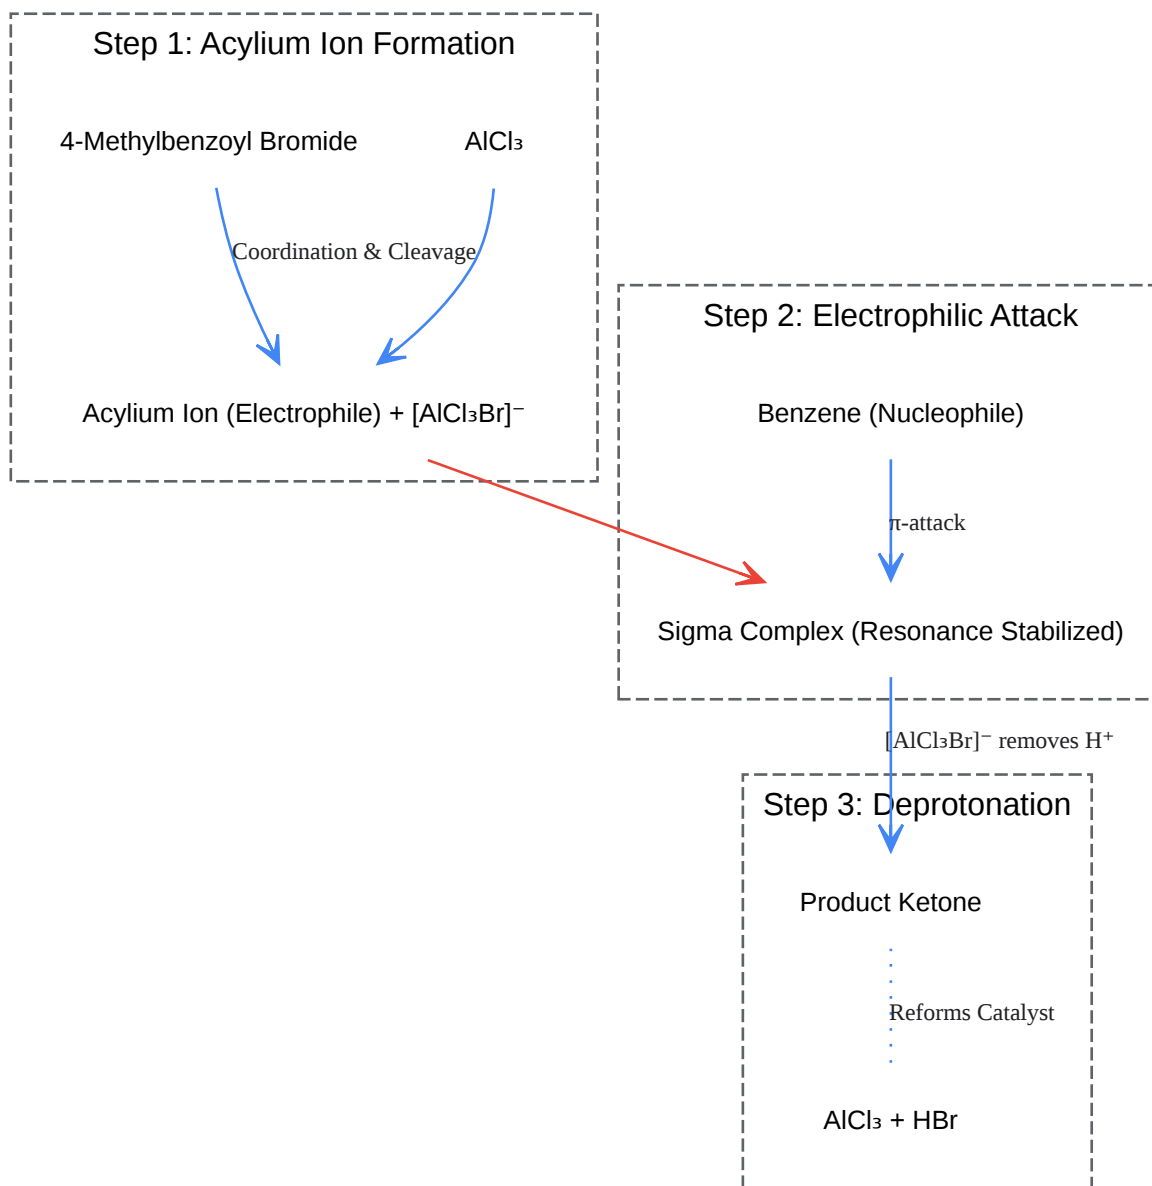 Step 1: Acylium Ion Formation
4-Methylbenzoyl Bromide
AlCl₃
Coordination & Cleavage
Acylium Ion (Electrophile) + [AlCl₃Br]⁻
Step 2: Electrophilic Attack
Benzene (Nucleophile)
π-attack
Sigma Complex (Resonance Stabilized)
[AlCl₃Br]⁻ removes H⁺
Step 3: Deprotonation
Product Ketone
Reforms Catalyst
AlCl₃ + HBr